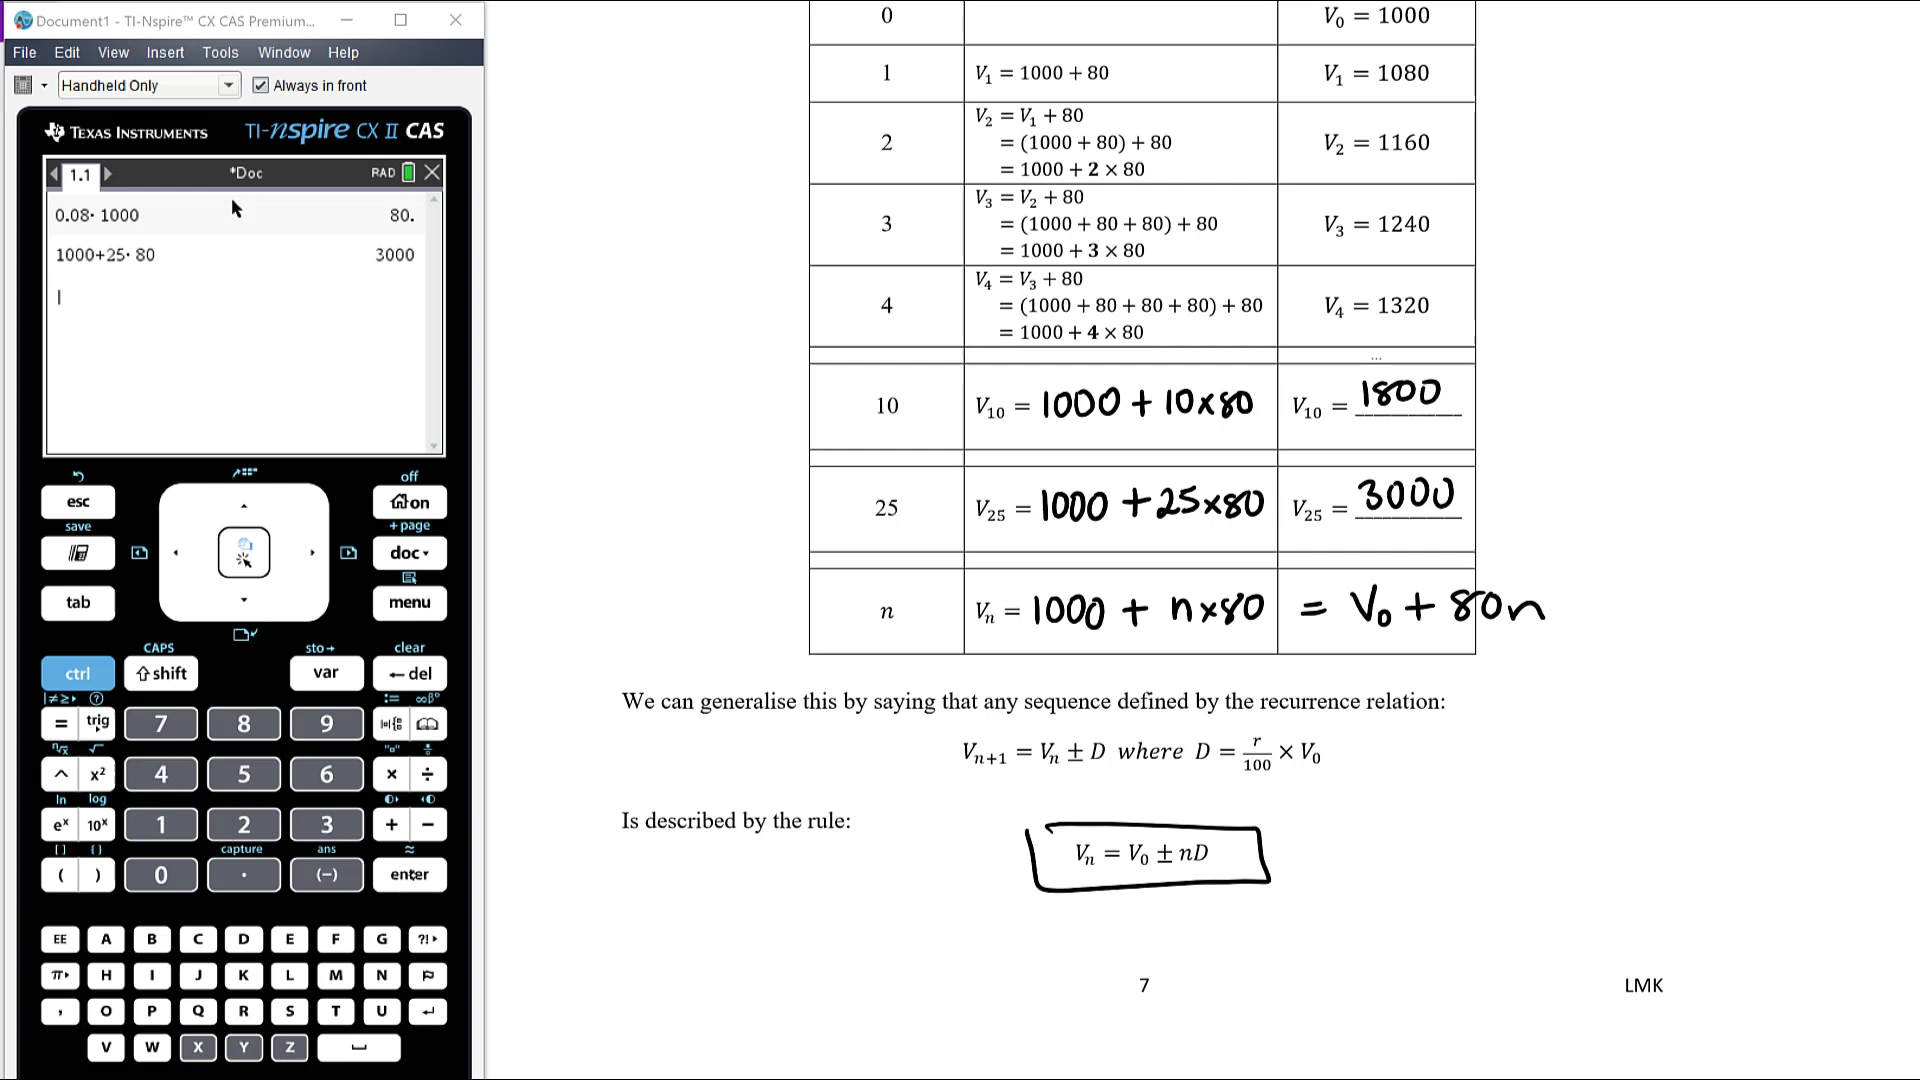 Document1 - TI-Nspire™ CX CAS Premium...
File Edit View Insert Tools Window Help
Handheld Only Always in front
TEXAS INSTRUMENTS TI-nspire CX II CAS
1.1 *Doc RAD
0.08· 1000 80.
1000+25· 80 3000
off
esc on
save + page
doc
tab menu
CAPS sto→ clear
ctrl ⇧shift var ←del
|≠≥▸ ? := ∞β°
= trig 7 8 9
ⁿ√x √ "□" ÷
^ x² 4 5 6 × ÷
ln log
eˣ 10ˣ 1 2 3 + −
[ ] { } capture ans ≈
( ) 0 . (−) enter
EE A B C D E F G ?!▸
π▸ H I J K L M N
, O P Q R S T U ↵
V W X Y Z
0 V₀ = 1000
1 V₁ = 1000 + 80 V₁ = 1080
2 V₂ = V₁ + 80
= (1000 + 80) + 80 V₂ = 1160
= 1000 + 2 × 80
3 V₃ = V₂ + 80
= (1000 + 80 + 80) + 80 V₃ = 1240
= 1000 + 3 × 80
4 V₄ = V₃ + 80
= (1000 + 80 + 80 + 80) + 80 V₄ = 1320
= 1000 + 4 × 80
...
10 V₁₀ = 1000 + 10×80 V₁₀ = 1800
25 V₂₅ = 1000 + 25×80 V₂₅ = 3000
n Vₙ = 1000 + n×80 = V₀ + 80n
We can generalise this by saying that any sequence defined by the recurrence relation:
Vₙ₊₁ = Vₙ ± D where D = r/100 × V₀
Is described by the rule:
Vₙ = V₀ ± nD
7 LMK